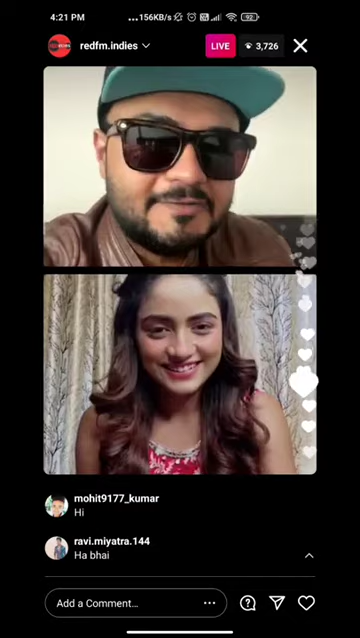 4:21 PM ...156KB/s 92
redfm.indies LIVE 3,726
mohit9177_kumar
Hi
ravi.miyatra.144
Ha bhai
Add a Comment...